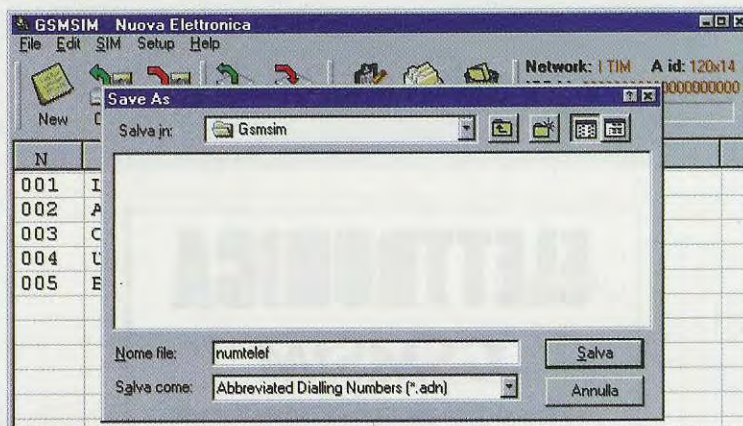 GSMSIM Nuova Elettronica
File Edit SIM Setup Help
Network: I TIM A id: 120x14
New
Save As
Salva in: Gsmsim
N
001 I
002 A
003 C
004 U
005 E
Nome file: numtelef Salva
Salva come: Abbreviated Dialling Numbers (*.adn) Annulla